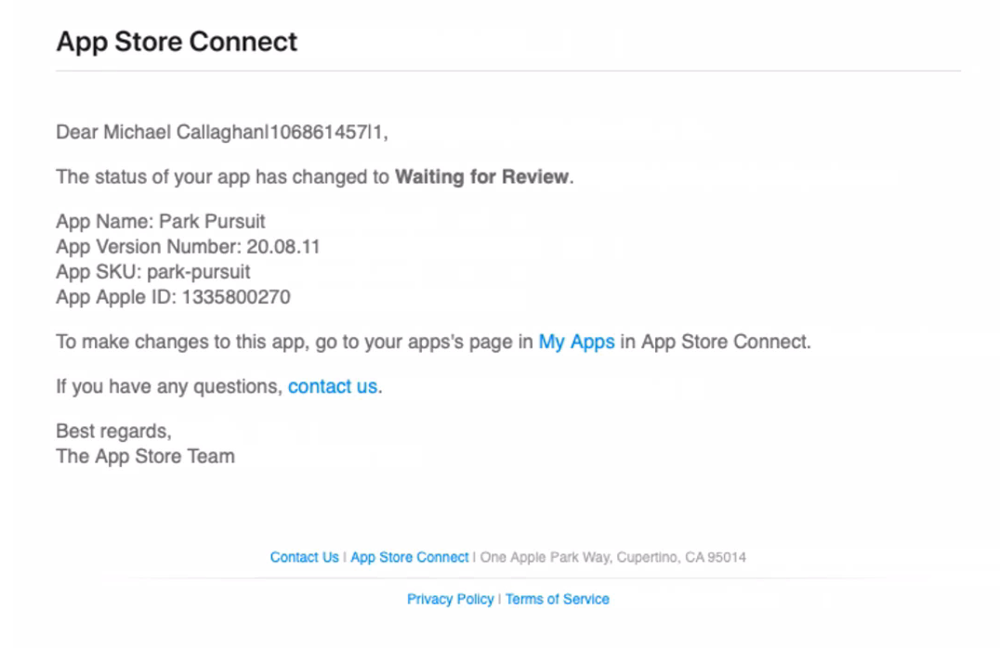 App Store Connect
Dear Michael Callaghan|106861457|1,
The status of your app has changed to Waiting for Review.
App Name: Park Pursuit
App Version Number: 20.08.11
App SKU: park-pursuit
App Apple ID: 1335800270
To make changes to this app, go to your apps's page in My Apps in App Store Connect.
If you have any questions, contact us.
Best regards,
The App Store Team
Contact Us | App Store Connect | One Apple Park Way, Cupertino, CA 95014
Privacy Policy | Terms of Service